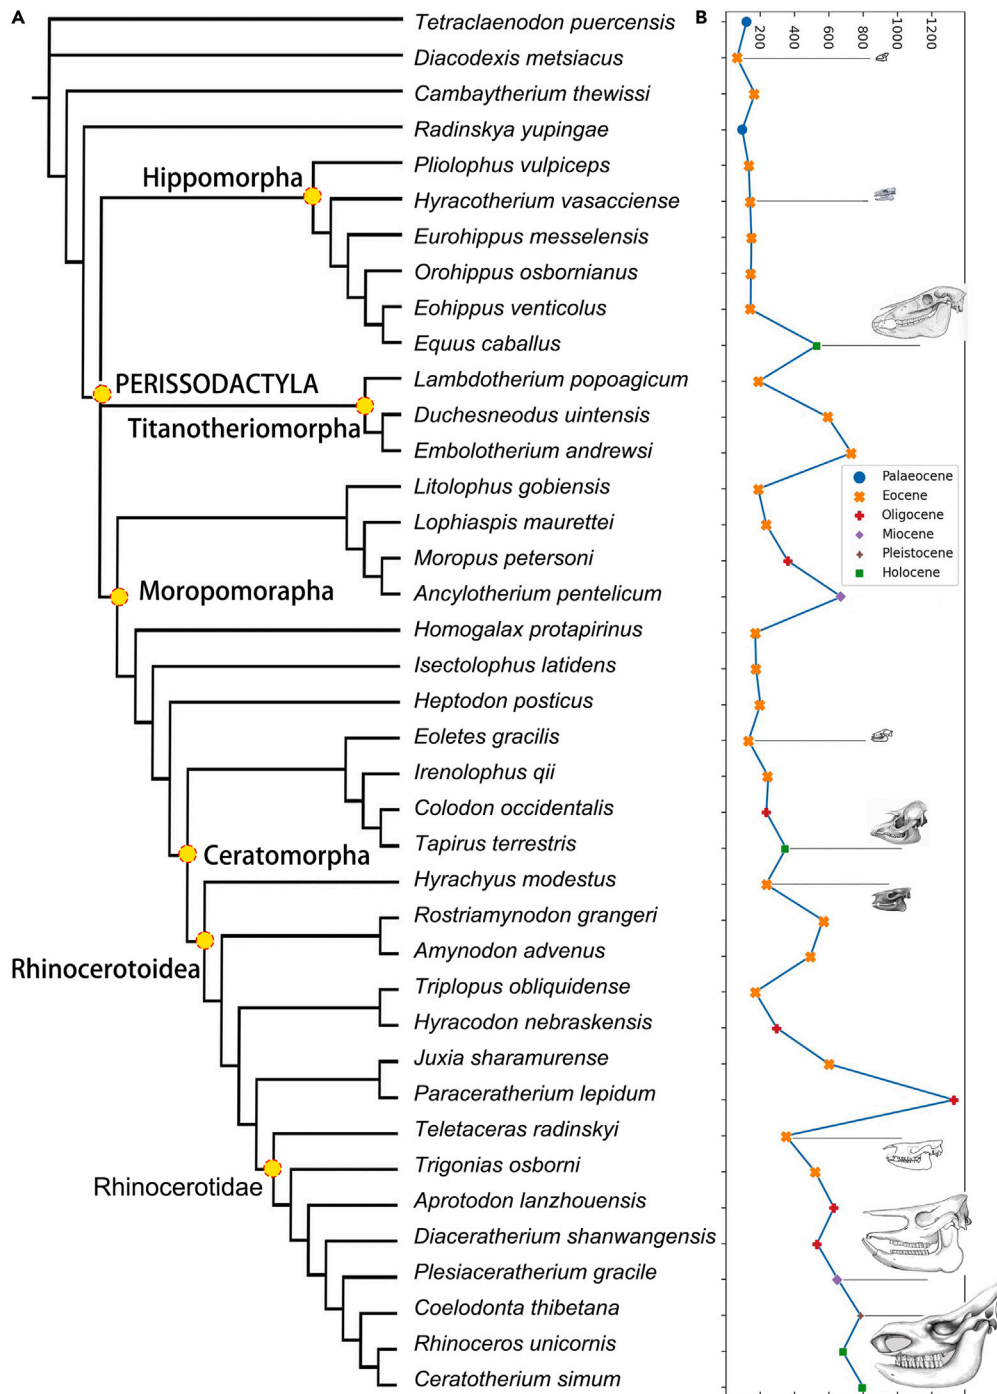 A
B
200
400
600
800
1000
1200
Tetraclaenodon puercensis
Diacodexis metsiacus
Cambaytherium thewissi
Radinskya yupingae
Pliolophus vulpiceps
Hippomorpha
Hyracotherium vasacciense
Eurohippus messelensis
Orohippus osbornianus
Eohippus venticolus
Equus caballus
Lambdotherium popoagicum
PERISSODACTYLA
Duchesneodus uintensis
Titanotheriomorpha
Embolotherium andrewsi
Litolophus gobiensis
Lophiaspis maurettei
Moropus petersoni
Ancylotherium pentelicum
Moropomorapha
Palaeocene
Eocene
Oligocene
Miocene
Pleistocene
Holocene
Homogalax protapirinus
Isectolophus latidens
Heptodon posticus
Eoletes gracilis
Irenolophus qii
Colodon occidentalis
Tapirus terrestris
Ceratomorpha
Hyrachyus modestus
Rostriamynodon grangeri
Amynodon advenus
Rhinocerotoidea
Triplopus obliquidense
Hyracodon nebraskensis
Juxia sharamurense
Paraceratherium lepidum
Teletaceras radinskyi
Trigonias osborni
Rhinocerotidae
Aprotodon lanzhouensis
Diaceratherium shanwangensis
Plesiaceratherium gracile
Coelodonta thibetana
Rhinoceros unicornis
Ceratotherium simum